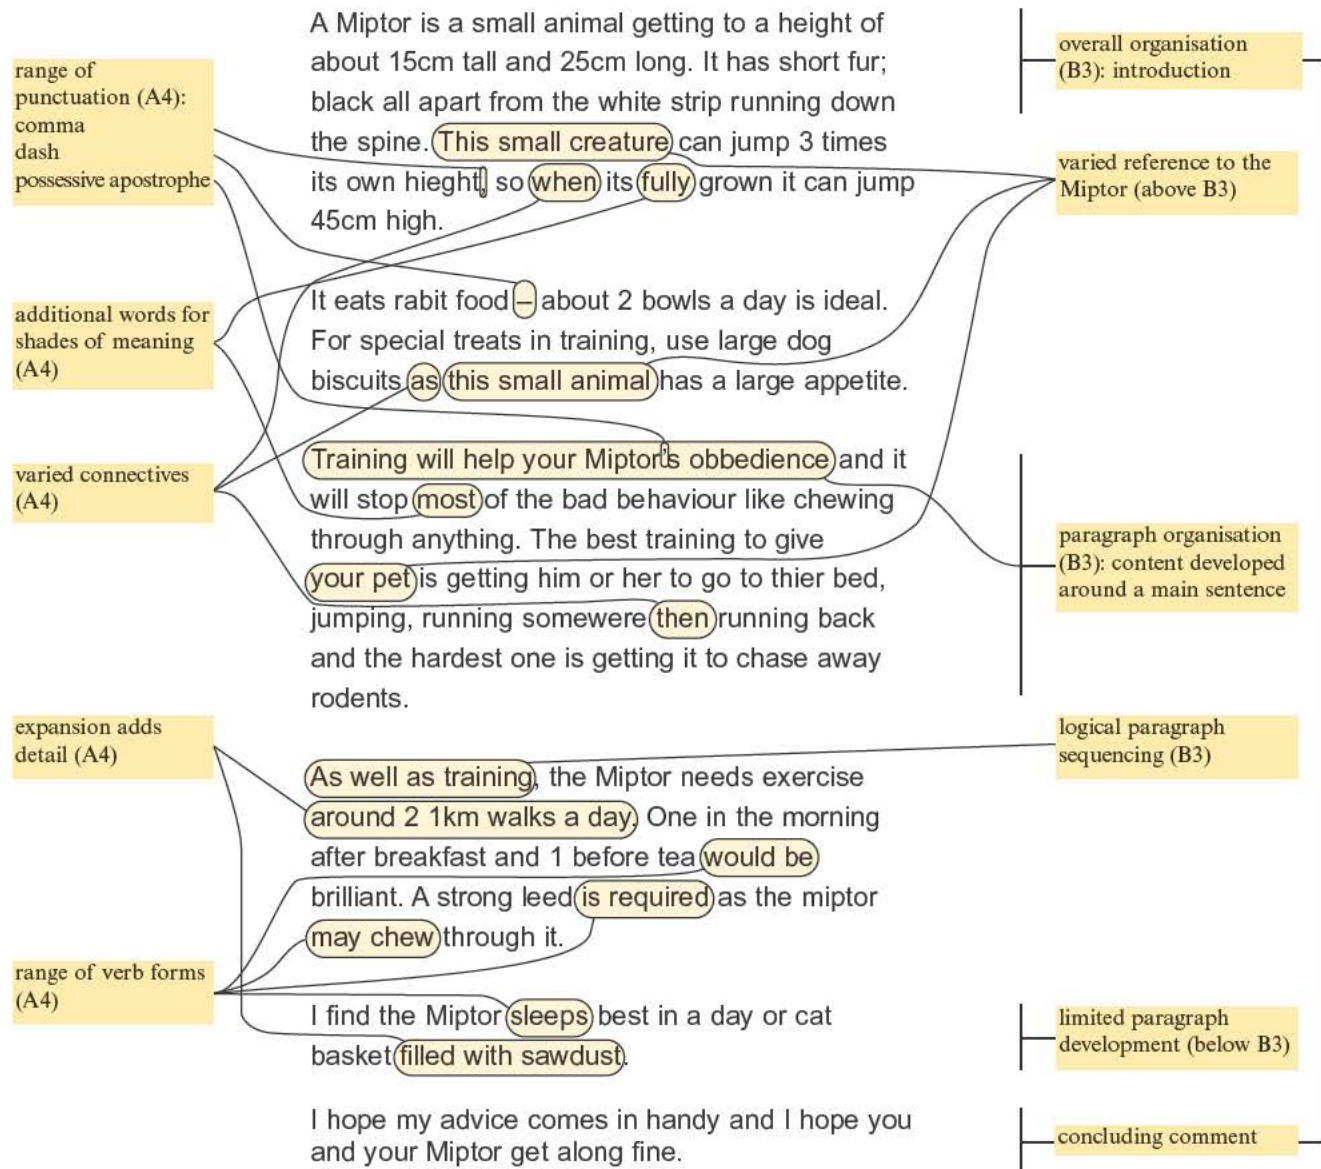 range of
punctuation (A4):
comma
dash
possessive apostrophe
additional words for
shades of meaning
(A4)
varied connectives
(A4)
expansion adds
detail (A4)
range of verb forms
(A4)
A Miptor is a small animal getting to a height of
about 15cm tall and 25cm long. It has short fur;
black all apart from the white strip running down
the spine. This small creature can jump 3 times
its own hieght, so when its fully grown it can jump
45cm high.
It eats rabit food – about 2 bowls a day is ideal.
For special treats in training, use large dog
biscuits as this small animal has a large appetite.
Training will help your Miptor's obbedience and it
will stop most of the bad behaviour like chewing
through anything. The best training to give
your pet is getting him or her to go to thier bed,
jumping, running somewere then running back
and the hardest one is getting it to chase away
rodents.
As well as training, the Miptor needs exercise
around 2 1km walks a day. One in the morning
after breakfast and 1 before tea would be
brilliant. A strong leed is required as the miptor
may chew through it.
I find the Miptor sleeps best in a day or cat
basket filled with sawdust.
I hope my advice comes in handy and I hope you
and your Miptor get along fine.
overall organisation
(B3): introduction
varied reference to the
Miptor (above B3)
paragraph organisation
(B3): content developed
around a main sentence
logical paragraph
sequencing (B3)
limited paragraph
development (below B3)
concluding comment